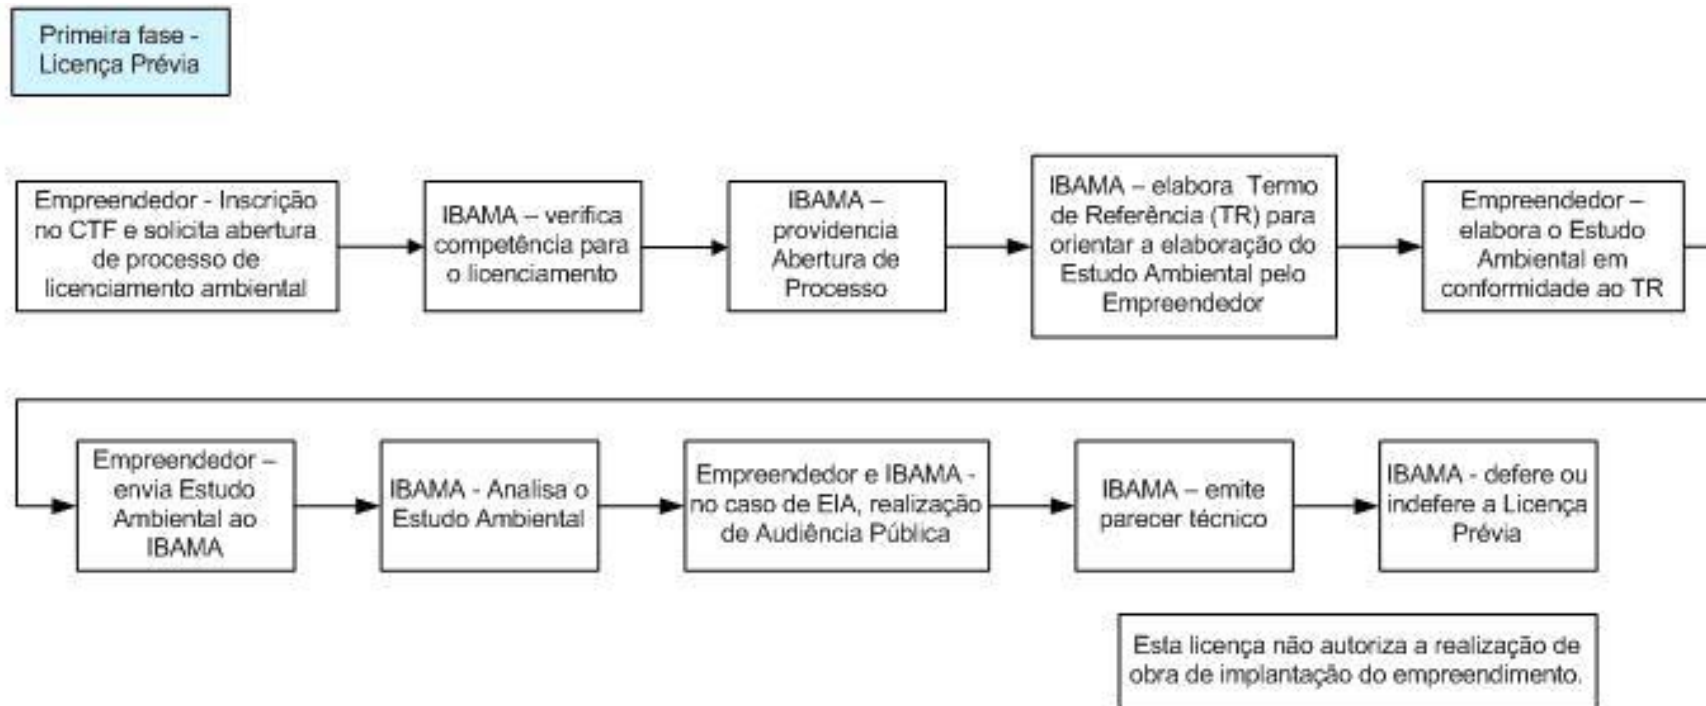 Primeira fase -
Licença Prévia
Empreendedor - Inscrição
no CTF e solicita abertura
de processo de
licenciamento ambiental
IBAMA – verifica
competência para
o licenciamento
IBAMA –
providencia
Abertura de
Processo
IBAMA – elabora Termo
de Referência (TR) para
orientar a elaboração do
Estudo Ambiental pelo
Empreendedor
Empreendedor –
elabora o Estudo
Ambiental em
conformidade ao TR
Empreendedor –
envia Estudo
Ambiental ao
IBAMA
IBAMA - Analisa o
Estudo Ambiental
Empreendedor e IBAMA -
no caso de EIA, realização
de Audiência Pública
IBAMA – emite
parecer técnico
IBAMA - defere ou
indefere a Licença
Prévia
Esta licença não autoriza a realização de
obra de implantação do empreendimento.